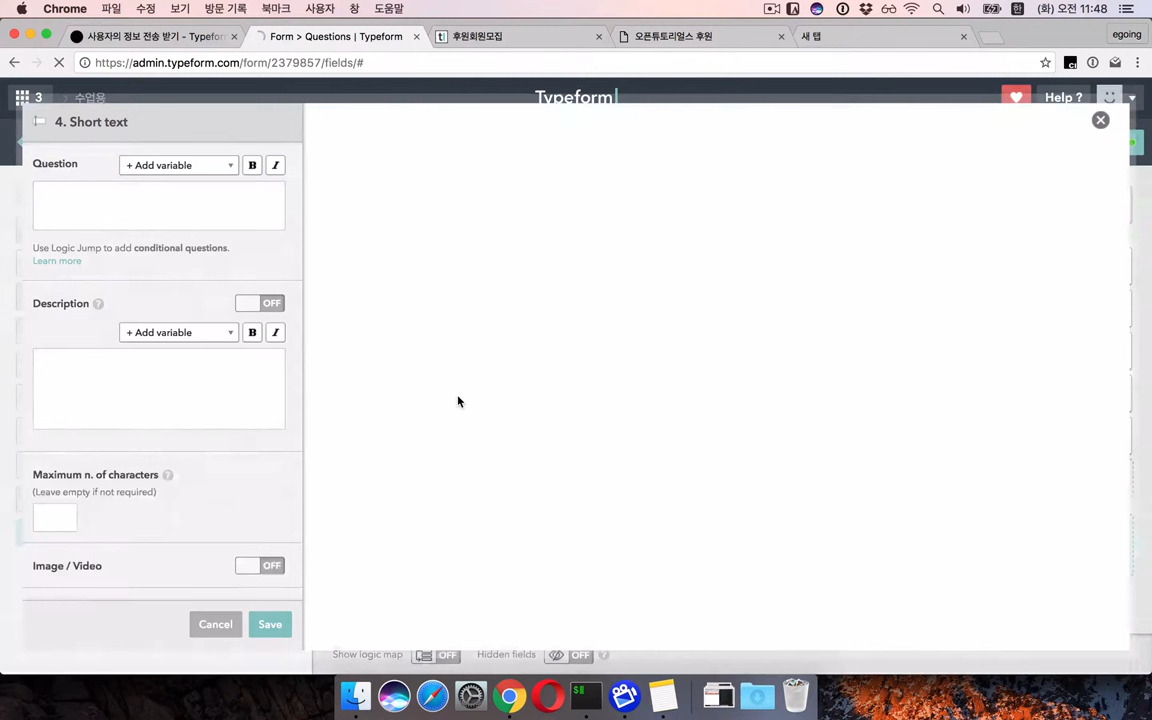 Chrome 파일 수정 보기 방문 기록 북마크 사용자 창 도움말 (화) 오전 11:48
사용자의 정보 전송 받기 - Typeform Form > Questions | Typeform 후원회원모집 오픈튜토리얼스 후원 새 탭 egoing
https://admin.typeform.com/form/2379857/fields/#
3 수업용 Typeform Help ?
4. Short text
Question + Add variable B I
Use Logic Jump to add conditional questions.
Learn more
Description ? OFF
+ Add variable B I
Maximum n. of characters ?
(Leave empty if not required)
Image / Video OFF
Cancel Save
Show logic map OFF Hidden fields OFF ?